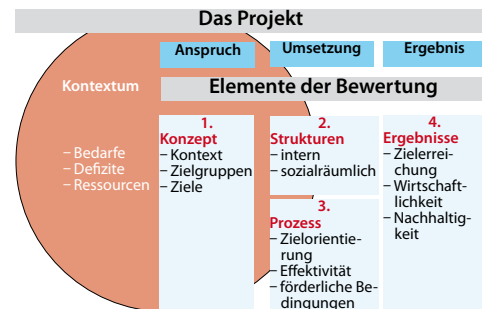 Das Projekt
Anspruch
Umsetzung
Ergebnis
Kontextum
Elemente der Bewertung
– Bedarfe
– Defizite
– Ressourcen
1.
Konzept
– Kontext
– Zielgruppen
– Ziele
2.
Strukturen
– intern
– sozialräumlich
3.
Prozess
– Zielorientie-
rung
– Effektivität
– förderliche Be-
dingungen
4.
Ergebnisse
– Zielerrei-
chung
– Wirtschaft-
lichkeit
– Nachhaltig-
keit